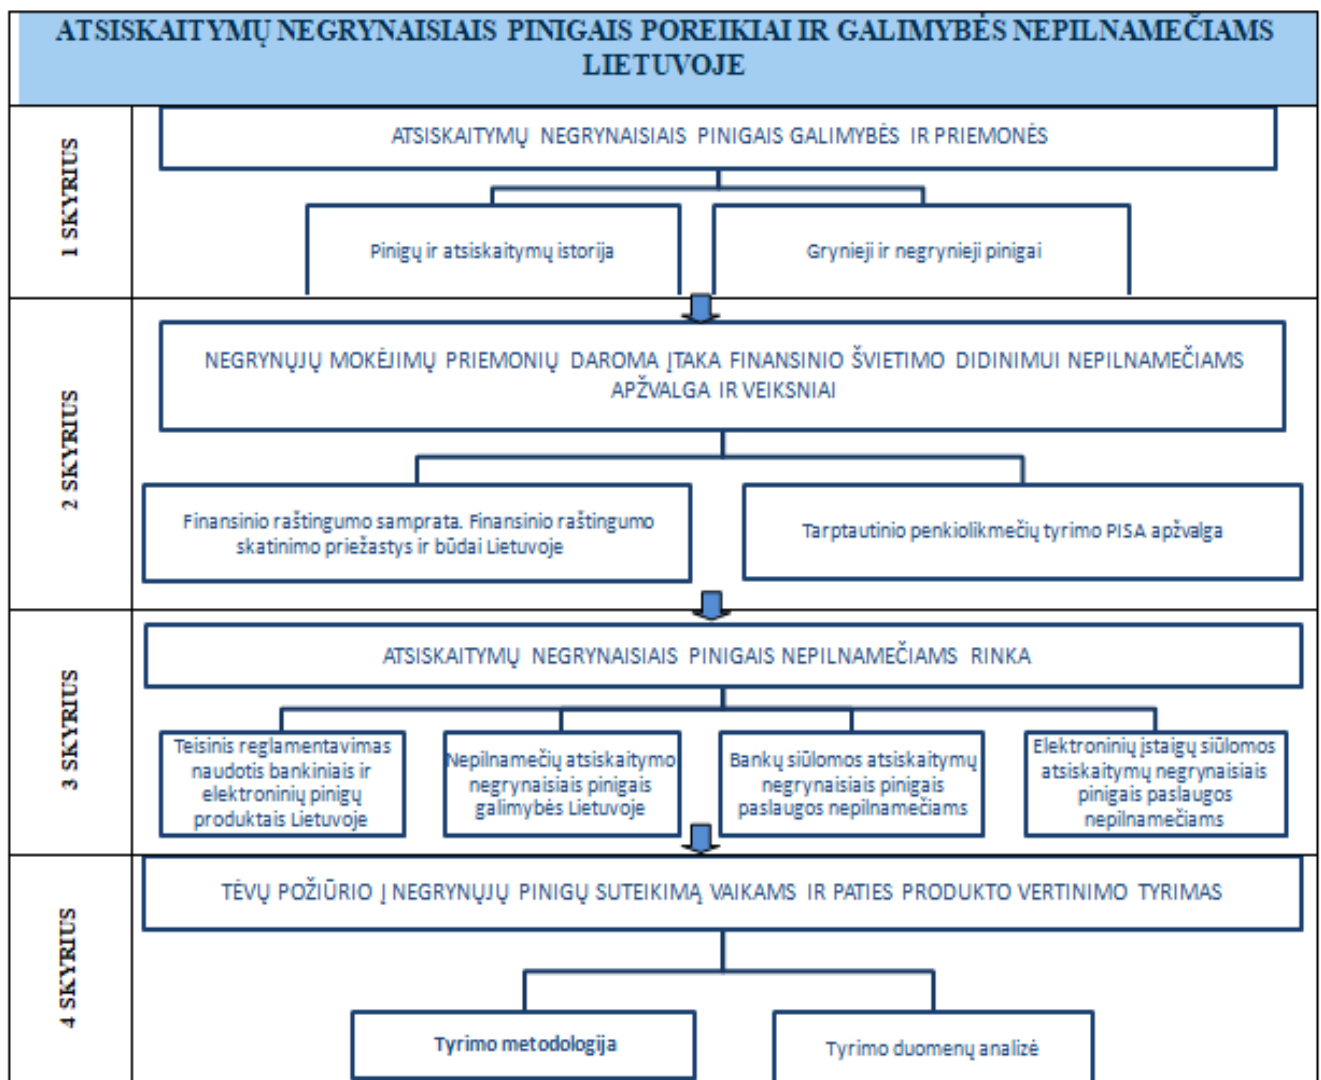 ATSISKAITYMŲ NEGRYNAISIAIS PINIGAIS POREIKIAI IR GALIMYBĖS NEPILNAMEČIAMS
LIETUVOJE
1 SKYRIUS
ATSISKAITYMŲ NEGRYNAISIAIS PINIGAIS GALIMYBĖS IR PRIEMONĖS
Pinigų ir atsiskaitymų istorija
Grynieji ir negrynieji pinigai
2 SKYRIUS
NEGRYNŲJŲ MOKĖJIMŲ PRIEMONIŲ DAROMA ĮTAKA FINANSINIO ŠVIETIMO DIDINIMUI NEPILNAMEČIAMS
APŽVALGA IR VEIKSNIAI
Finansinio raštingumo samprata. Finansinio raštingumo
skatinimo priežastys ir būdai Lietuvoje
Tarptautinio penkiolikmečių tyrimo PISA apžvalga
3 SKYRIUS
ATSISKAITYMŲ NEGRYNAISIAIS PINIGAIS NEPILNAMEČIAMS RINKA
Teisinis reglamentavimas
naudotis bankiniais ir
elektroninių pinigų
produktais Lietuvoje
Nepilnamečių atsiskaitymo
negrynaisiais pinigais
galimybės Lietuvoje
Bankų siūlomos atsiskaitymų
negrynaisiais pinigais
paslaugos nepilnamečiams
Elektroninių įstaigų siūlomos
atsiskaitymų negrynaisiais
pinigais paslaugos
nepilnamečiams
4 SKYRIUS
TĖVŲ POŽIŪRIO Į NEGRYNŲJŲ PINIGŲ SUTEIKIMĄ VAIKAMS IR PATIES PRODUKTO VERTINIMO TYRIMAS
Tyrimo metodologija
Tyrimo duomenų analizė